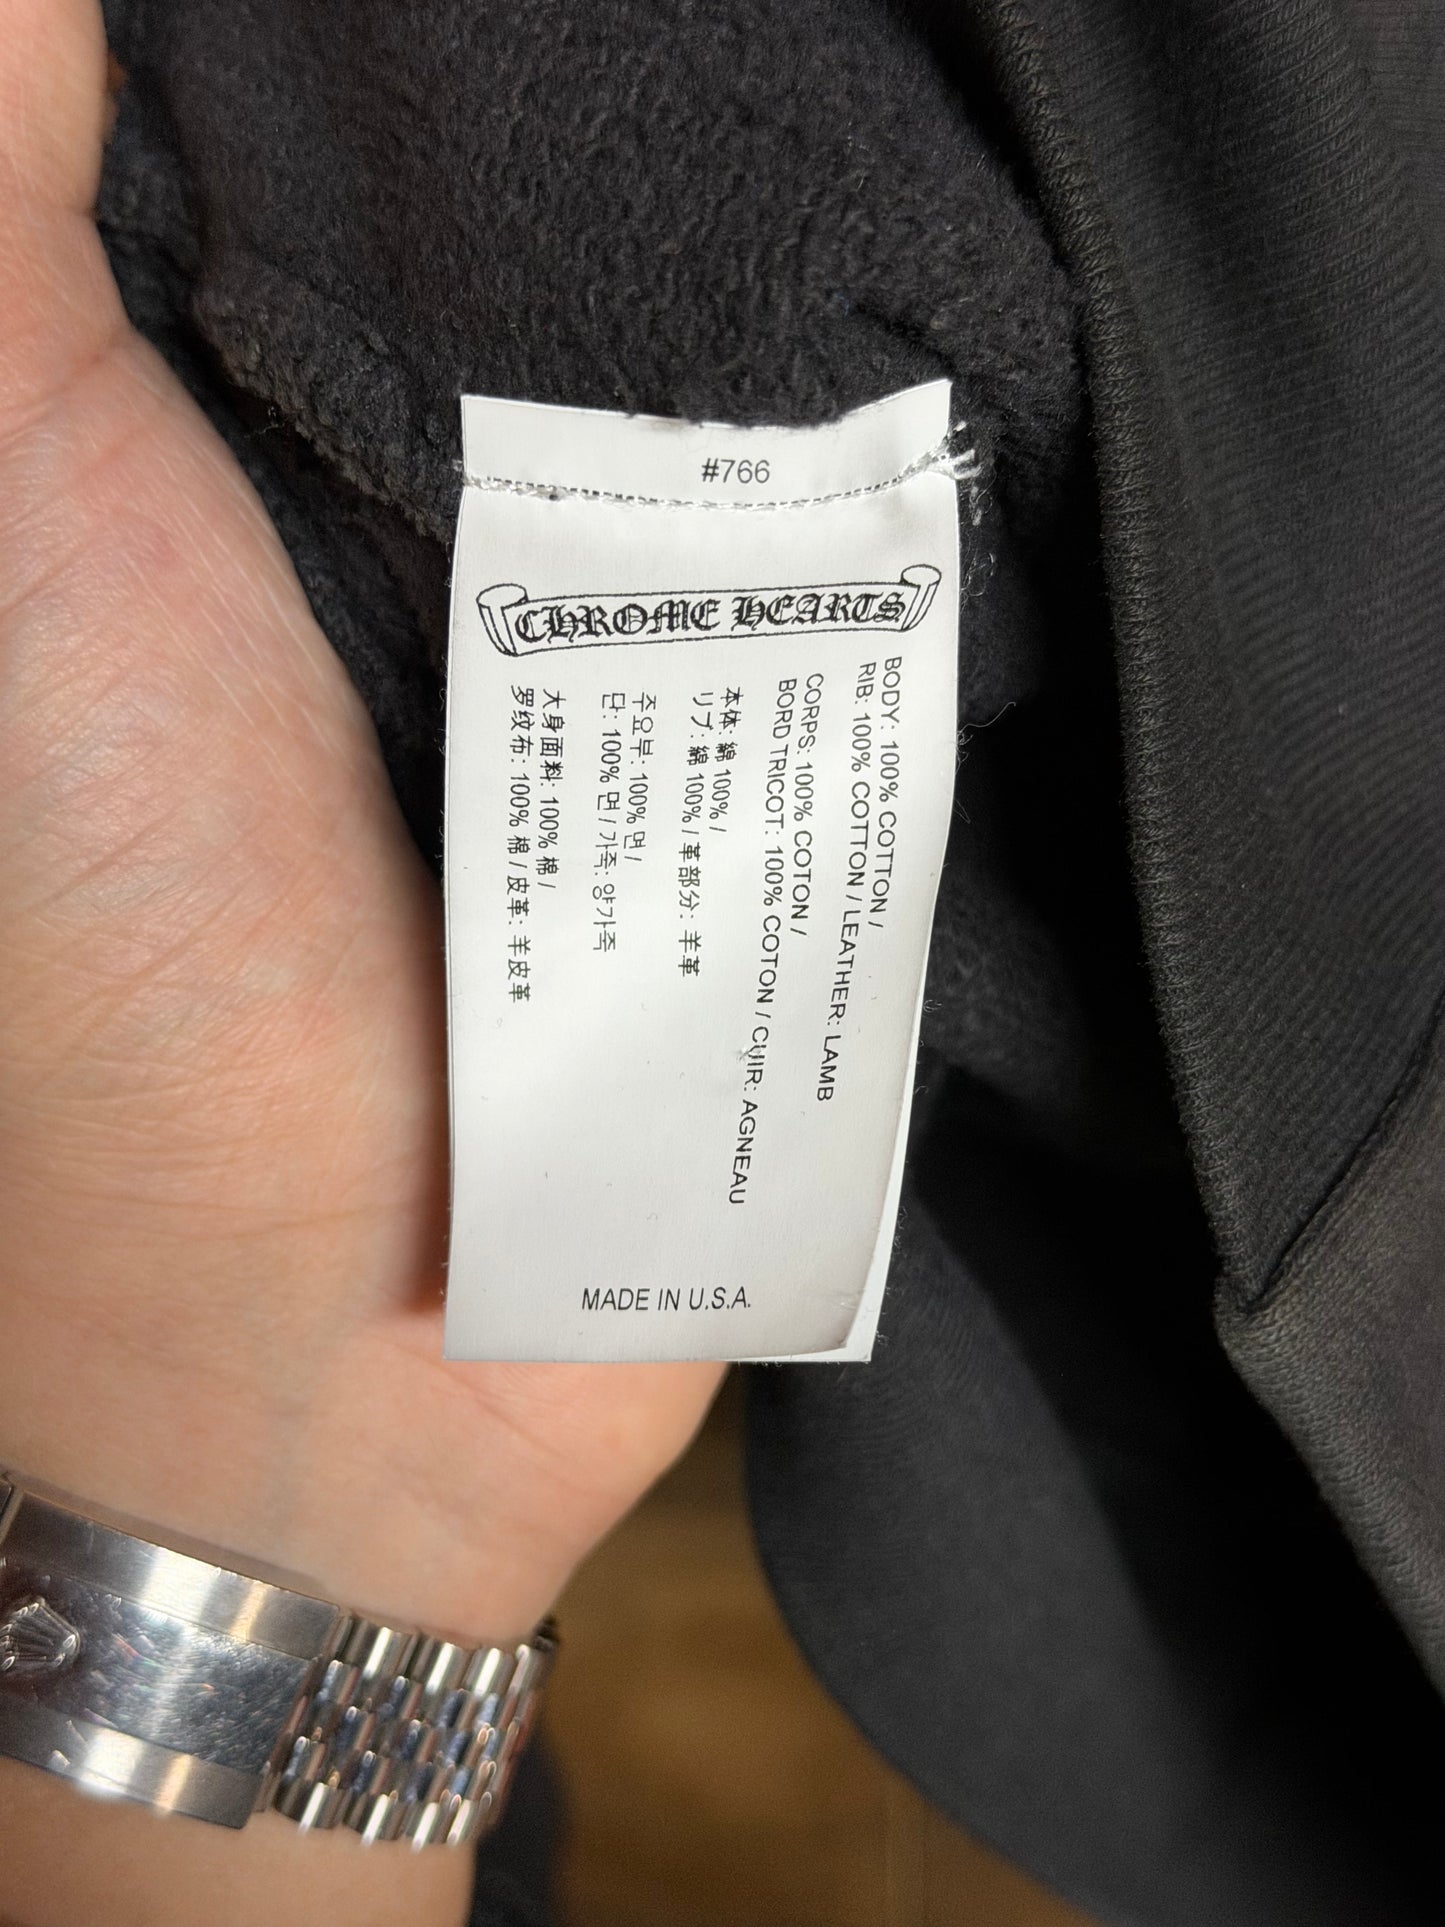 #766
CHROME HEARTS
BODY: 100% COTTON /
RIB: 100% COTTON / LEATHER: LAMB
CORPS: 100% COTON /
BORD TRICOT: 100% COTON / CUIR: AGNEAU
本体: 綿 100% /
リブ: 綿 100% / 革部分: 羊革
주요부: 100% 면 /
단: 100% 면 / 가죽: 양가죽
大身面料: 100% 棉 /
罗纹布: 100% 棉 / 皮革: 羊皮革
MADE IN U.S.A.